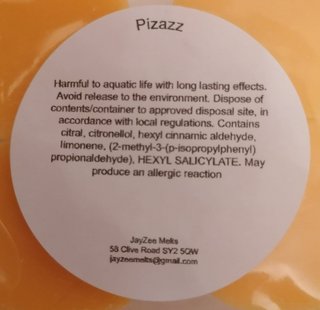 Pizazz
Harmful to aquatic life with long lasting effects.
Avoid release to the environment. Dispose of
contents/container to approved disposal site, in
accordance with local regulations. Contains
citral, citronellol, hexyl cinnamic aldehyde,
limonene, (2-methyl-3-(p-isopropylphenyl)
propionaldehyde). HEXYL SALICYLATE. May
produce an allergic reaction
JayZee Melts
58 Clive Road SY2 5QW
jayzeemelts@gmail.com